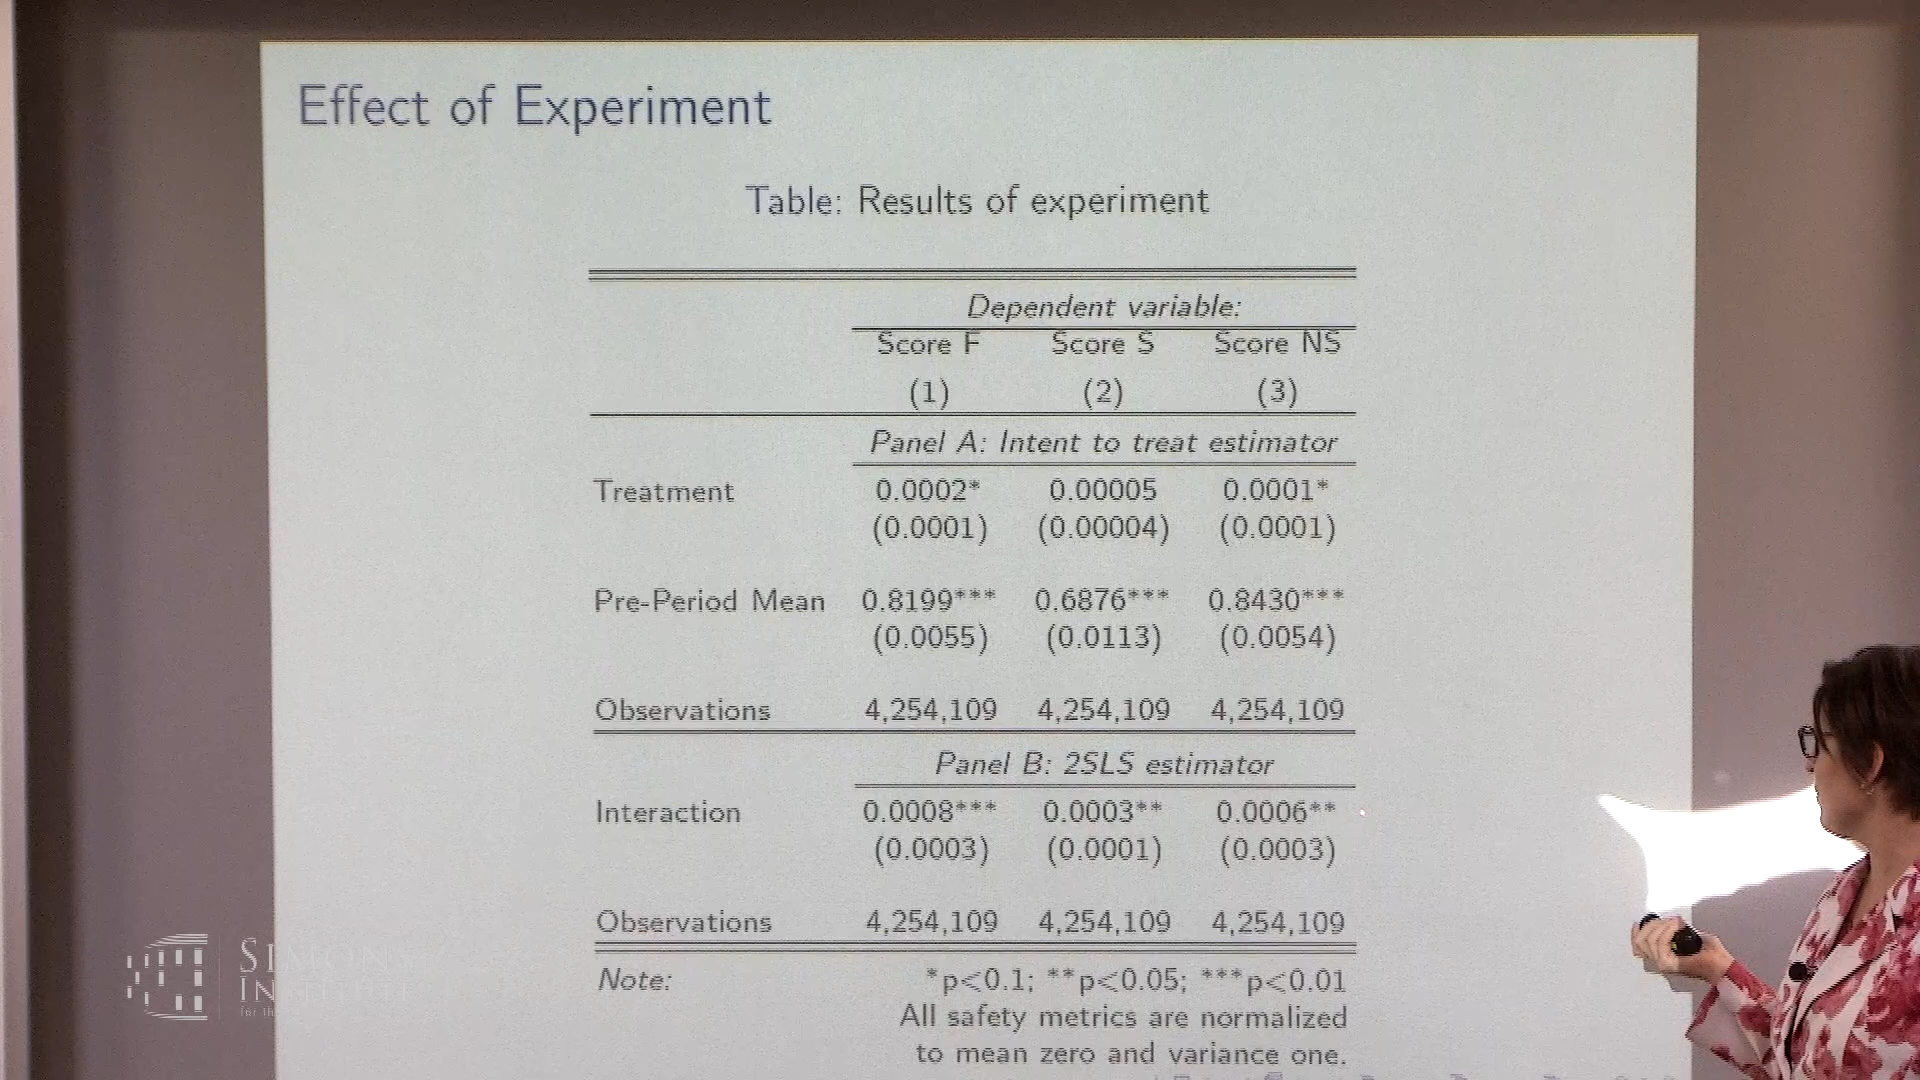 Effect of Experiment
Table: Results of experiment
Dependent variable:
Score F Score S Score NS
(1) (2) (3)
Panel A: Intent to treat estimator
Treatment 0.0002* 0.00005 0.0001*
(0.0001) (0.00004) (0.0001)
Pre-Period Mean 0.8199*** 0.6876*** 0.8430***
(0.0055) (0.0113) (0.0054)
Observations 4,254,109 4,254,109 4,254,109
Panel B: 2SLS estimator
Interaction 0.0008*** 0.0003** 0.0006**
(0.0003) (0.0001) (0.0003)
Observations 4,254,109 4,254,109 4,254,109
Note: *p<0.1; **p<0.05; ***p<0.01
All safety metrics are normalized
to mean zero and variance one.
SIMONS
INSTITUTE